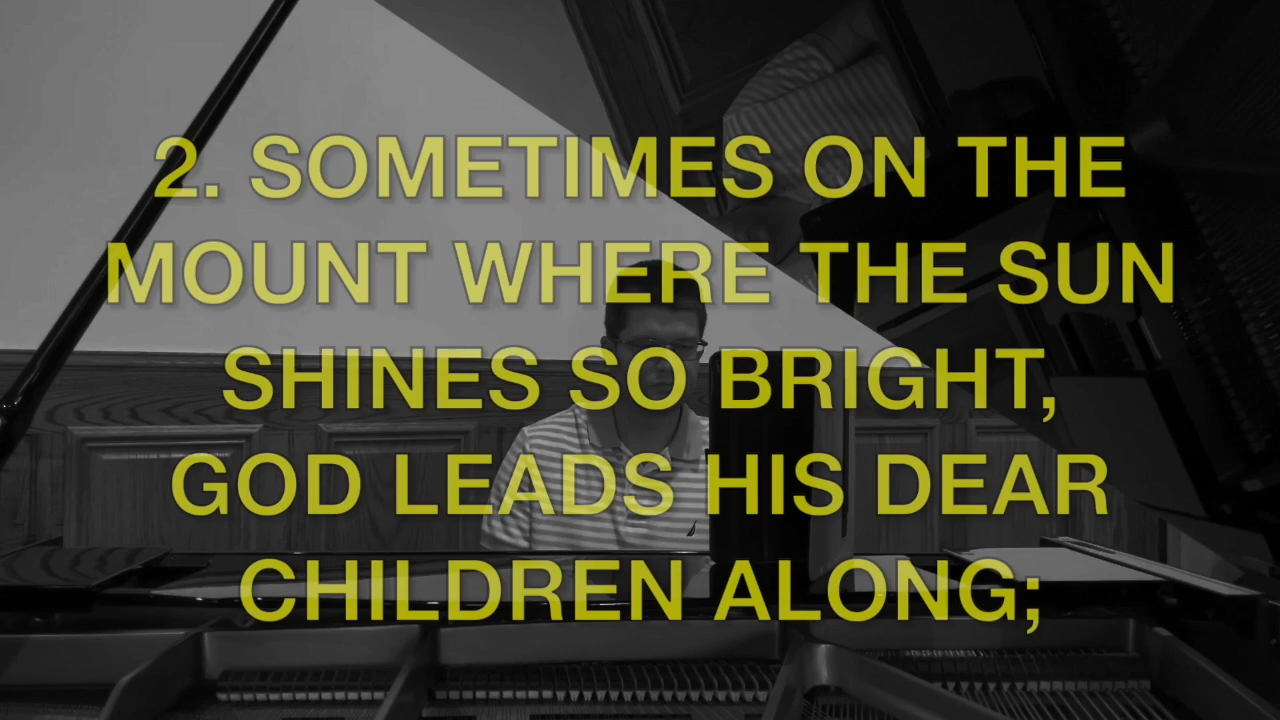 2. SOMETIMES ON THE
MOUNT WHERE THE SUN
SHINES SO BRIGHT,
GOD LEADS HIS DEAR
CHILDREN ALONG;